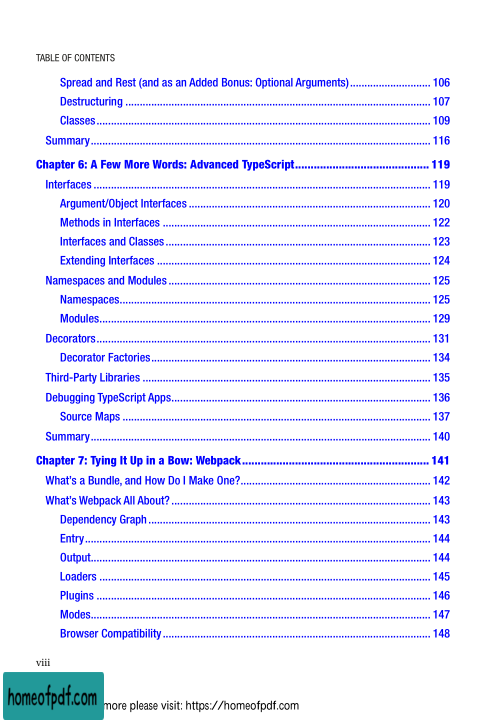 TABLE OF CONTENTS
Spread and Rest (and as an Added Bonus: Optional Arguments)............................ 106
Destructuring .......................................................................................................... 107
Classes.................................................................................................................... 109
Summary...................................................................................................................... 116
Chapter 6: A Few More Words: Advanced TypeScript........................................... 119
Interfaces ..................................................................................................................... 119
Argument/Object Interfaces .................................................................................... 120
Methods in Interfaces ............................................................................................. 122
Interfaces and Classes............................................................................................ 123
Extending Interfaces ............................................................................................... 124
Namespaces and Modules........................................................................................... 125
Namespaces............................................................................................................ 125
Modules................................................................................................................... 129
Decorators.................................................................................................................... 131
Decorator Factories................................................................................................. 134
Third-Party Libraries .................................................................................................... 135
Debugging TypeScript Apps.......................................................................................... 136
Source Maps ........................................................................................................... 137
Summary...................................................................................................................... 140
Chapter 7: Tying It Up in a Bow: Webpack............................................................ 141
What's a Bundle, and How Do I Make One?.................................................................. 142
What's Webpack All About? .......................................................................................... 143
Dependency Graph.................................................................................................. 143
Entry........................................................................................................................ 144
Output...................................................................................................................... 144
Loaders ................................................................................................................... 145
Plugins .................................................................................................................... 146
Modes...................................................................................................................... 147
Browser Compatibility............................................................................................. 148
viii
homeofpdf.com
more please visit: https://homeofpdf.com